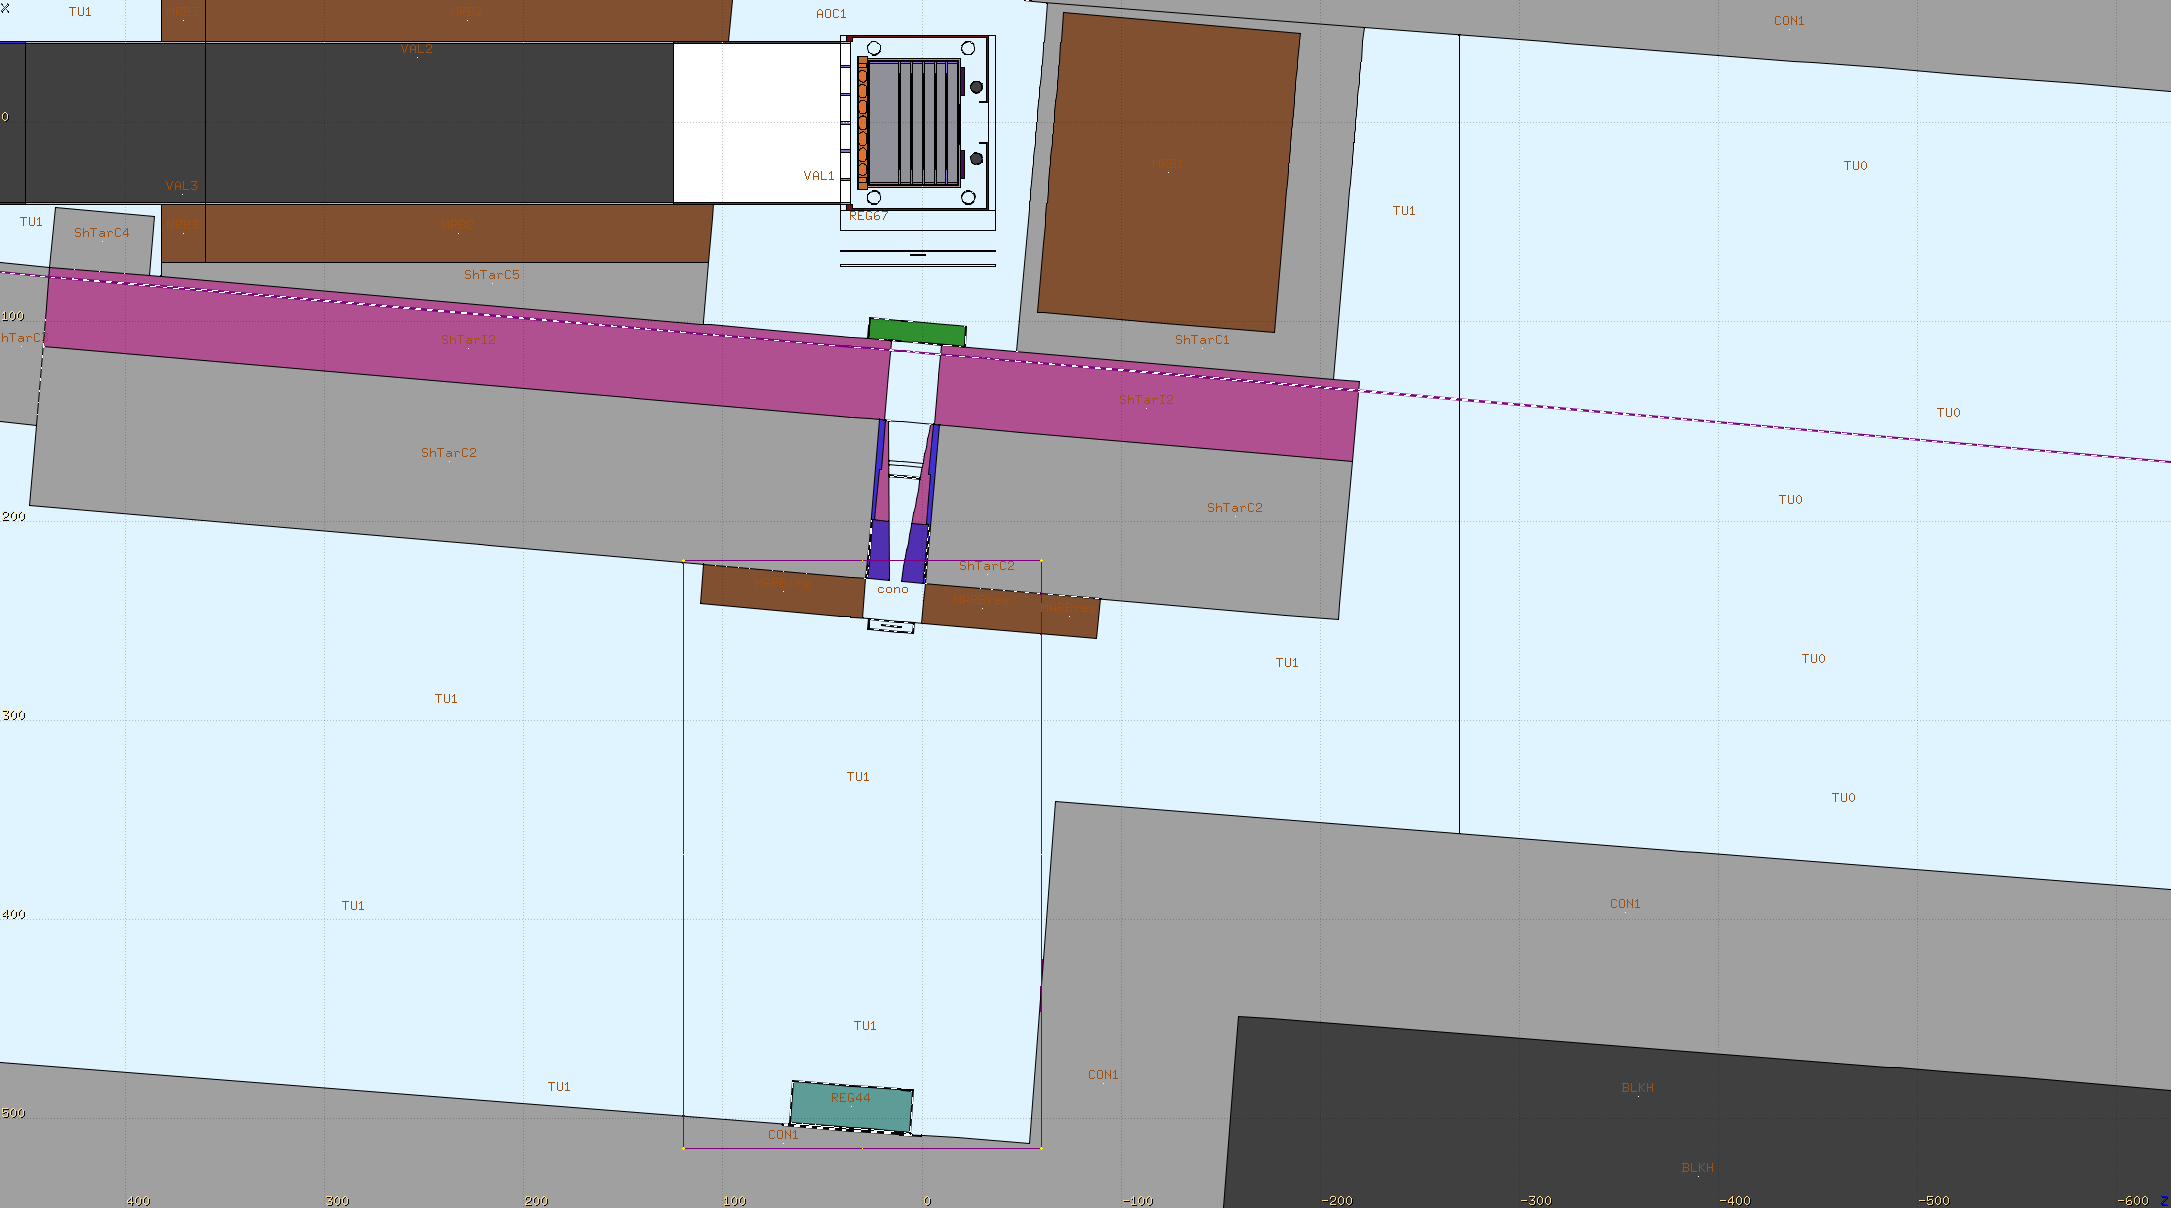 X
TU1
AOC1
CON1
VAL2
0
TU0
VAL1
VAL3
TU1
TU1
REG67
ShTarC4
ShTarC5
100
hTarC
ShTarI2
ShTarC1
ShTarI2
TU0
ShTarC2
TU0
ShTarC2
200
ShTarC2
cono
TU1
TU0
TU1
300
TU1
TU0
TU1
CON1
400
TU1
CON1
TU1
BLKH
REG44
500
CON1
BLKH
400 300 200 100 0 -100 -200 -300 -400 -500 -600 Z